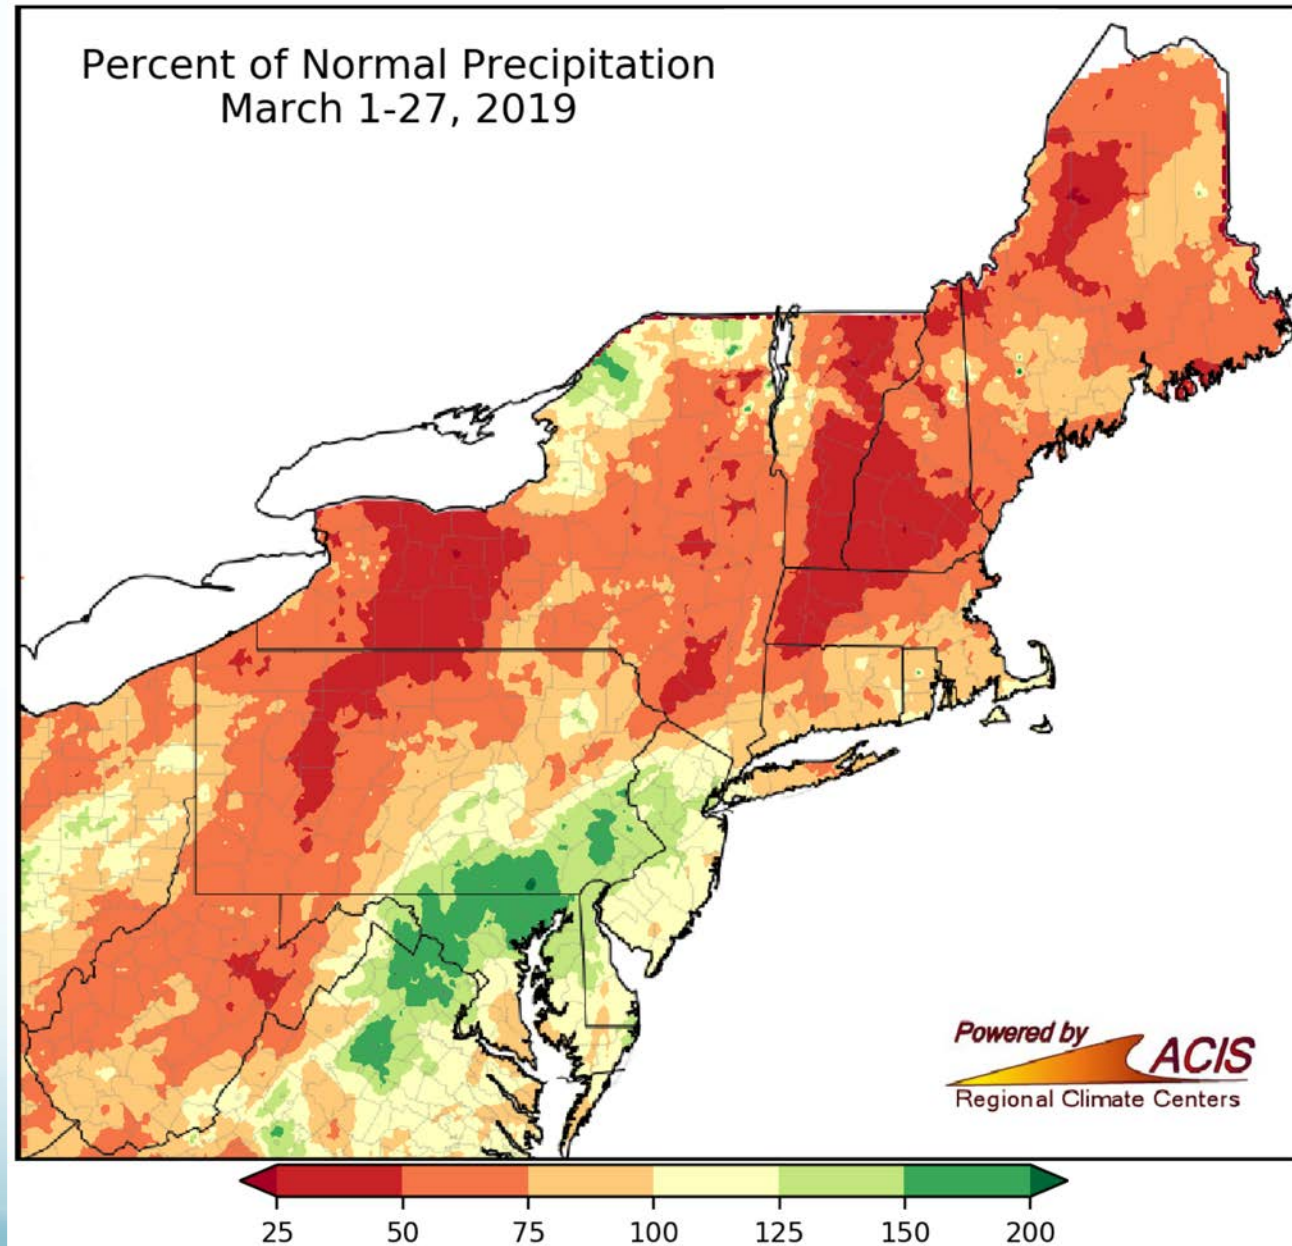 Percent of Normal Precipitation
March 1-27, 2019
Powered by
ACIS
Regional Climate Centers
25 50 75 100 125 150 200